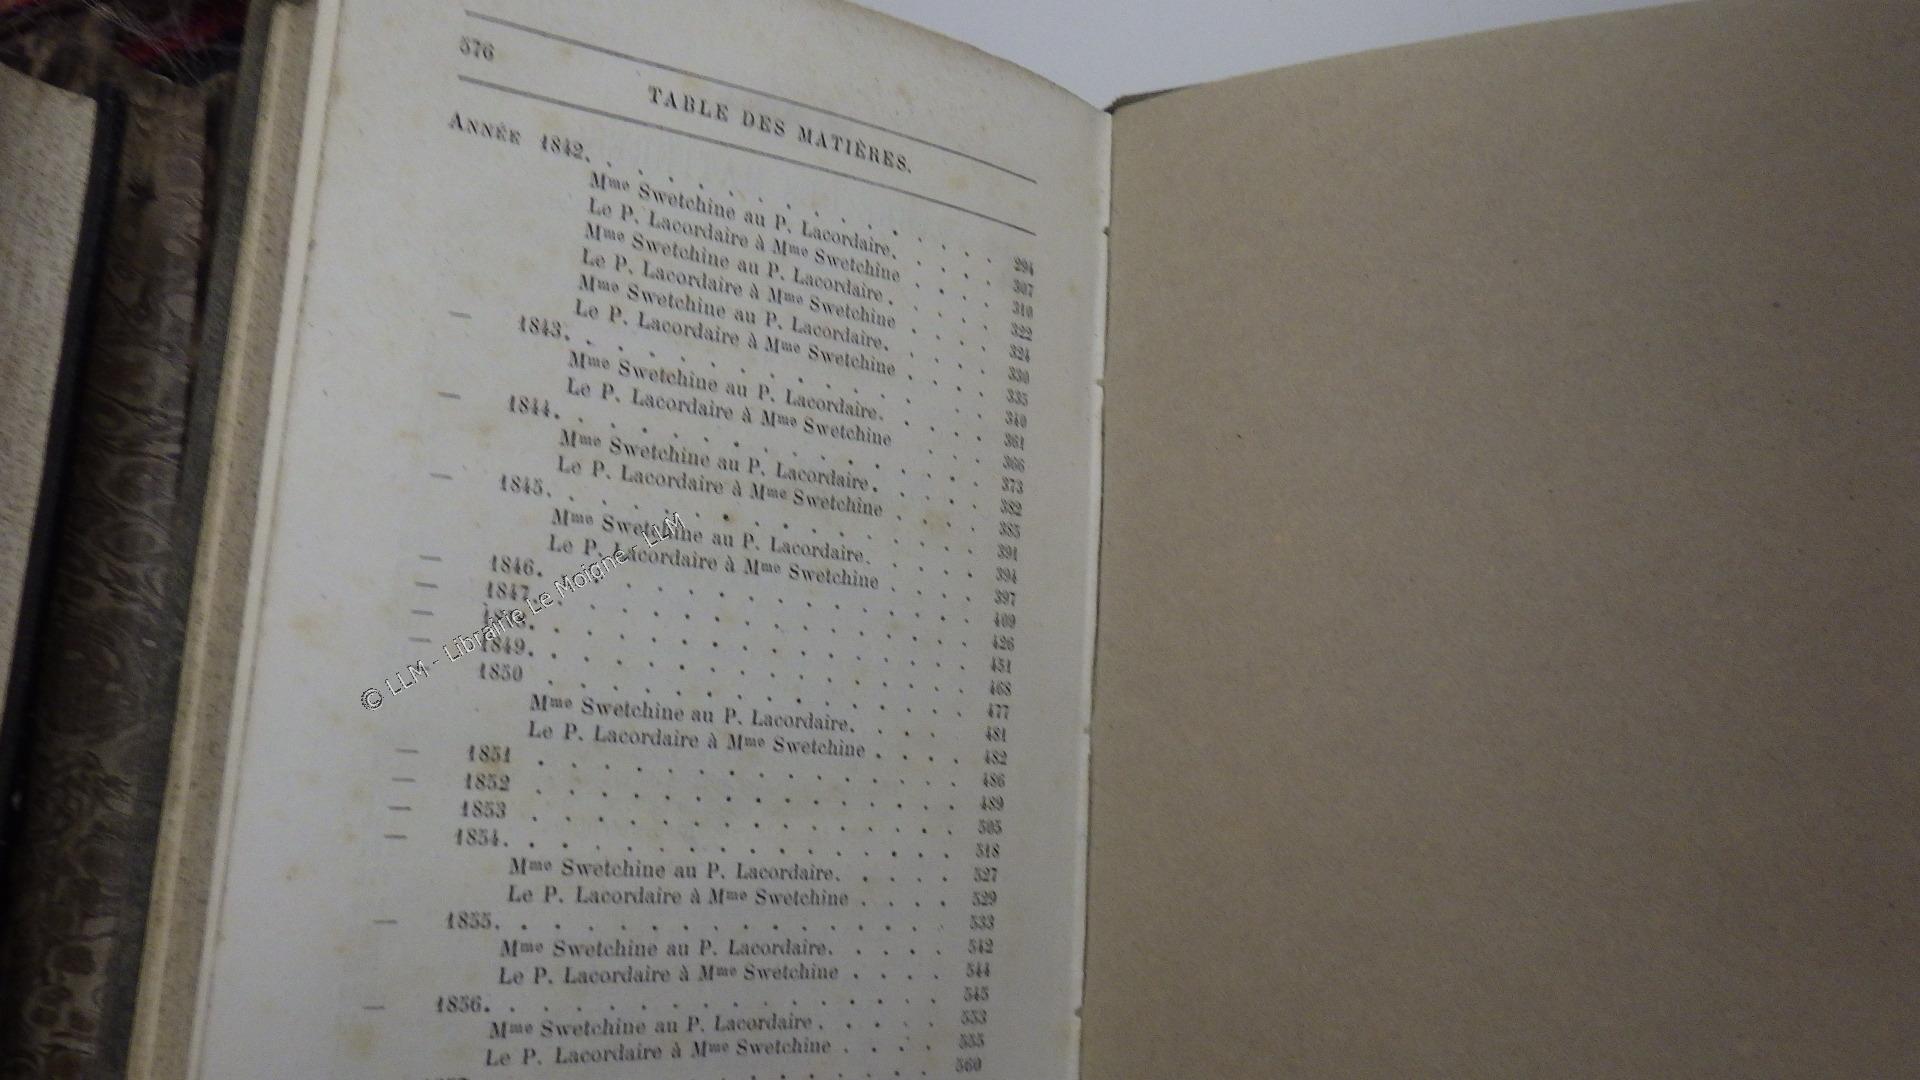 576
TABLE DES MATIÈRES.
ANNÉE 1842. . . . . . . . . . . . . . 294
Mme Swetchine au P. Lacordaire. . . . . 307
Le P. Lacordaire à Mme Swetchine . . . . 310
Mme Swetchine au P. Lacordaire . . . . . 322
Le P. Lacordaire à Mme Swetchine . . . . 324
Mme Swetchine au P. Lacordaire. . . . . 330
Le P. Lacordaire à Mme Swetchine . . . . 335
— 1843. . . . . . . . . . . . . . 340
Mme Swetchine au P. Lacordaire. . . . . 361
Le P. Lacordaire à Mme Swetchine . . . . 366
— 1844. . . . . . . . . . . . . . 373
Mme Swetchine au P. Lacordaire. . . . . 382
Le P. Lacordaire à Mme Swetchine . . . . 385
— 1845. . . . . . . . . . . . . . 391
Mme Swetchine au P. Lacordaire. . . . . 394
Le P. Lacordaire à Mme Swetchine . . . . 397
— 1846. . . . . . . . . . . . . . 409
— 1847. . . . . . . . . . . . . . 426
— 1848. . . . . . . . . . . . . . 451
— 1849. . . . . . . . . . . . . . 468
1850 . . . . . . . . . . . . . . 477
Mme Swetchine au P. Lacordaire. . . . . 481
Le P. Lacordaire à Mme Swetchine . . . . 482
— 1851 . . . . . . . . . . . . . . 486
— 1852 . . . . . . . . . . . . . . 489
— 1853 . . . . . . . . . . . . . . 505
— 1854. . . . . . . . . . . . . . 518
Mme Swetchine au P. Lacordaire. . . . . 527
Le P. Lacordaire à Mme Swetchine . . . . 529
— 1855. . . . . . . . . . . . . . 533
Mme Swetchine au P. Lacordaire. . . . . 542
Le P. Lacordaire à Mme Swetchine . . . . 544
— 1856. . . . . . . . . . . . . . 545
Mme Swetchine au P. Lacordaire . . . . . 553
Le P. Lacordaire à Mme Swetchine . . . . 555
560
© LLM - Librairie Le Moigne - LLM